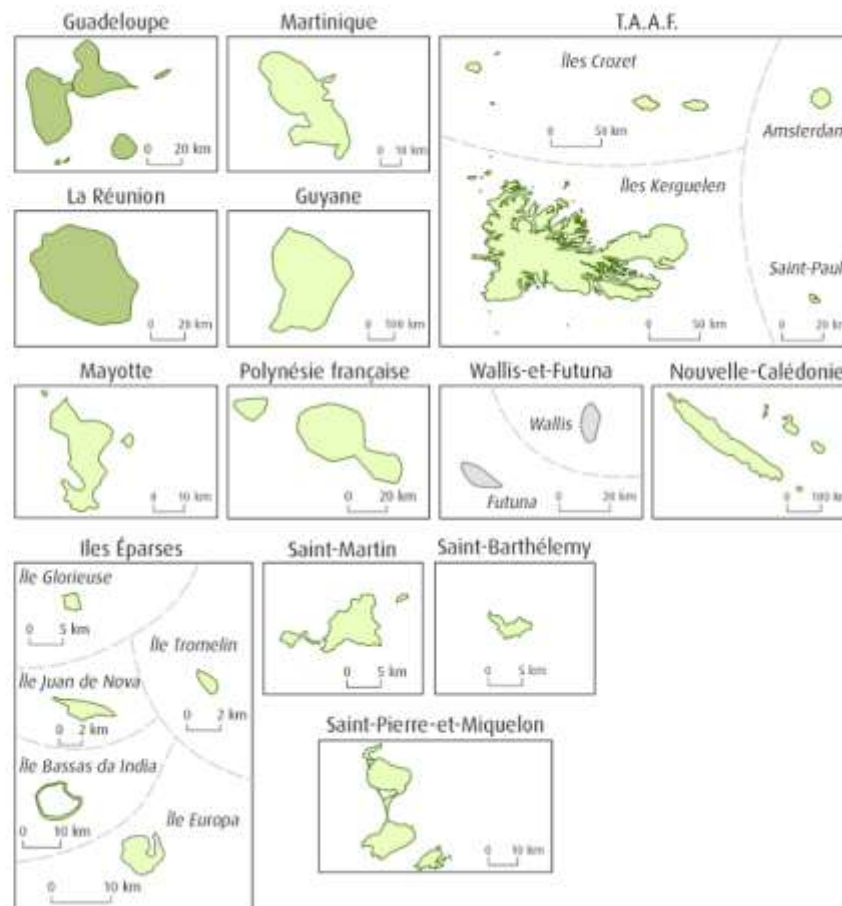 Guadeloupe
0 20 km
Martinique
0 10 km
T.A.A.F.
Îles Crozet
0 50 km
Amsterdam
Îles Kerguelen
0 50 km
Saint-Paul
0 20 km
La Réunion
0 20 km
Guyane
0 100 km
Mayotte
0 10 km
Polynésie française
0 20 km
Wallis-et-Futuna
Wallis
Futuna
0 20 km
Nouvelle-Calédonie
0 100 km
Iles Éparses
Île Glorieuse
0 5 km
Île Tromelin
0 2 km
Île Juan de Nova
0 2 km
Île Bassas da India
0 10 km
Île Europa
0 10 km
Saint-Martin
0 5 km
Saint-Barthélemy
0 5 km
Saint-Pierre-et-Miquelon
0 10 km